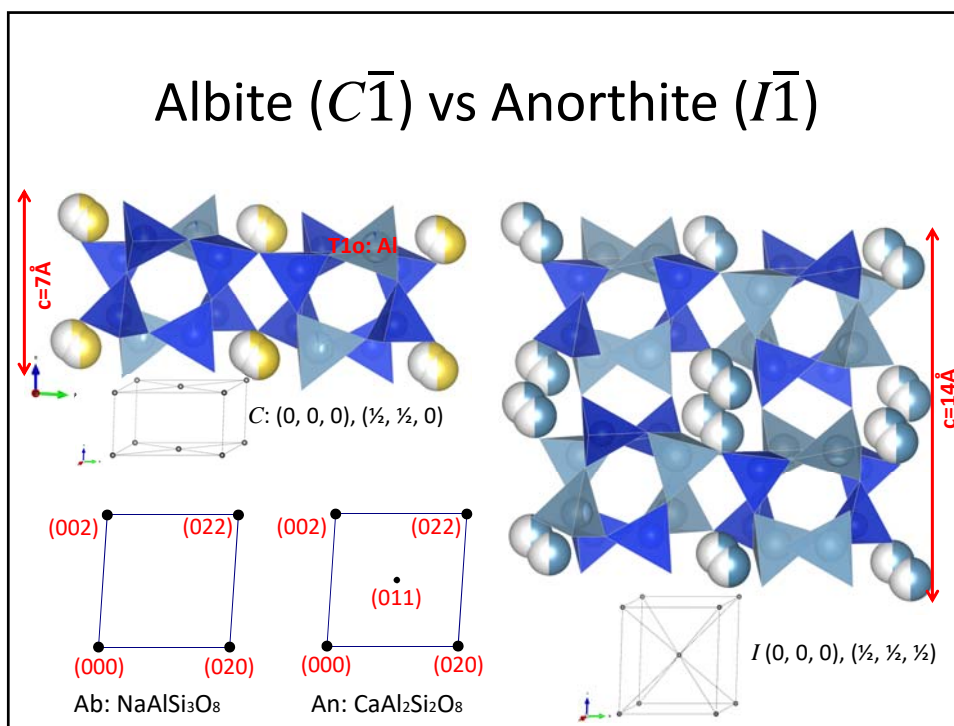 Albite (C1̅) vs Anorthite (I1̅)
c=7Å
T1o: Al
c=14Å
C: (0, 0, 0), (½, ½, 0)
(002) (022) (002) (022)
(011)
(000) (020) (000) (020)
I (0, 0, 0), (½, ½, ½)
Ab: NaAlSi₃O₈ An: CaAl₂Si₂O₈